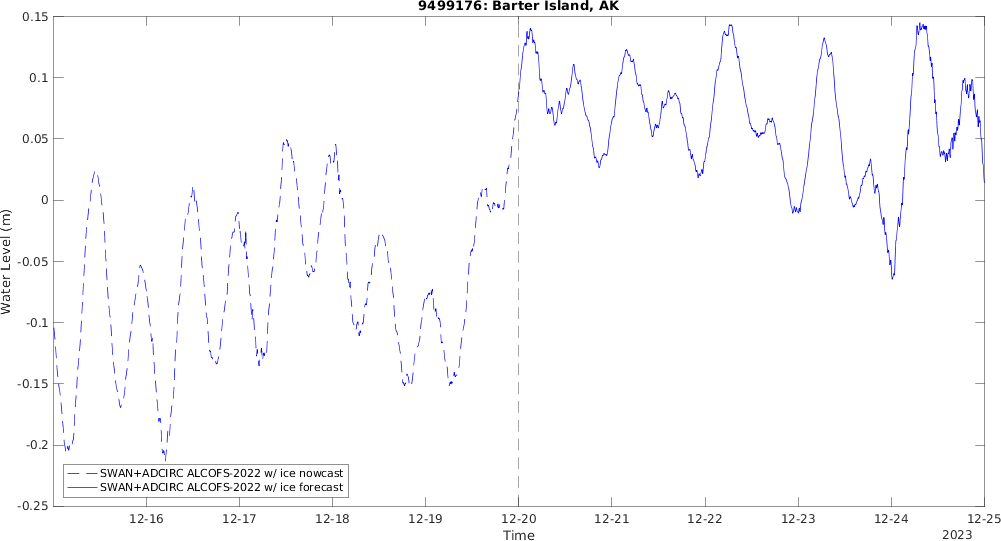 9499176: Barter Island, AK
0.15
0.1
0.05
0
-0.05
-0.1
-0.15
-0.2
-0.25
Water Level (m)
SWAN+ADCIRC ALCOFS-2022 w/ ice nowcast
SWAN+ADCIRC ALCOFS-2022 w/ ice forecast
12-16 12-17 12-18 12-19 12-20 12-21 12-22 12-23 12-24 12-25
Time
2023